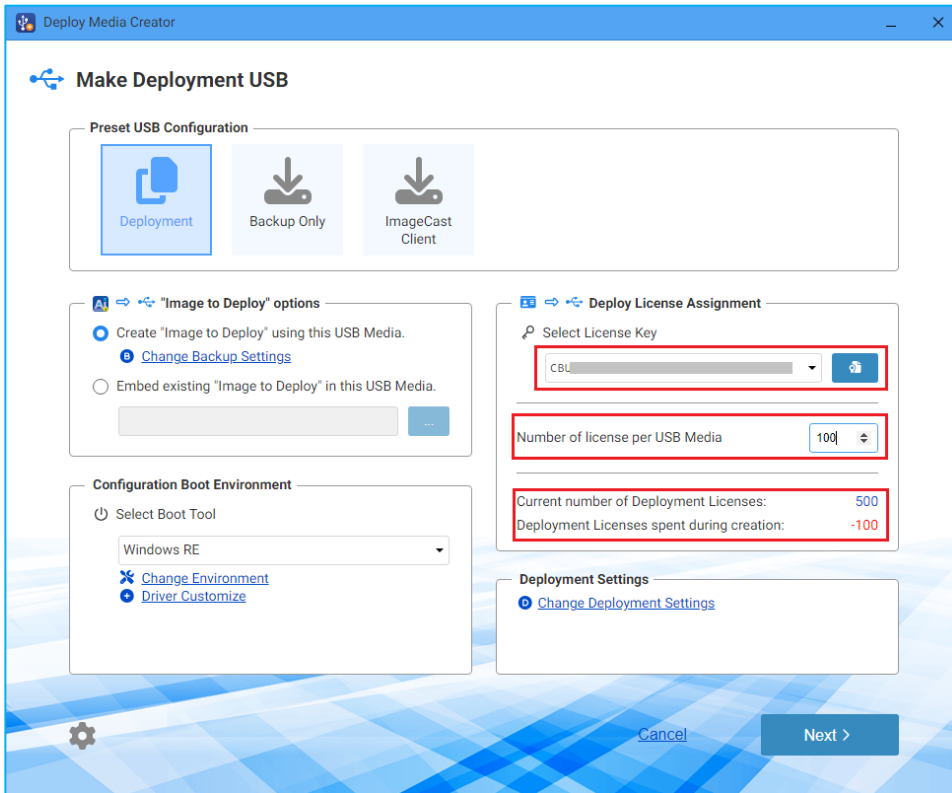 Deploy Media Creator
Make Deployment USB
Preset USB Configuration
Deployment
Backup Only
ImageCast
Client
"Image to Deploy" options
Create "Image to Deploy" using this USB Media.
B Change Backup Settings
Embed existing "Image to Deploy" in this USB Media.
...
Configuration Boot Environment
Select Boot Tool
Windows RE
Change Environment
Driver Customize
Deploy License Assignment
Select License Key
CBU
Number of license per USB Media 100
Current number of Deployment Licenses: 500
Deployment Licenses spent during creation: -100
Deployment Settings
D Change Deployment Settings
Cancel
Next >